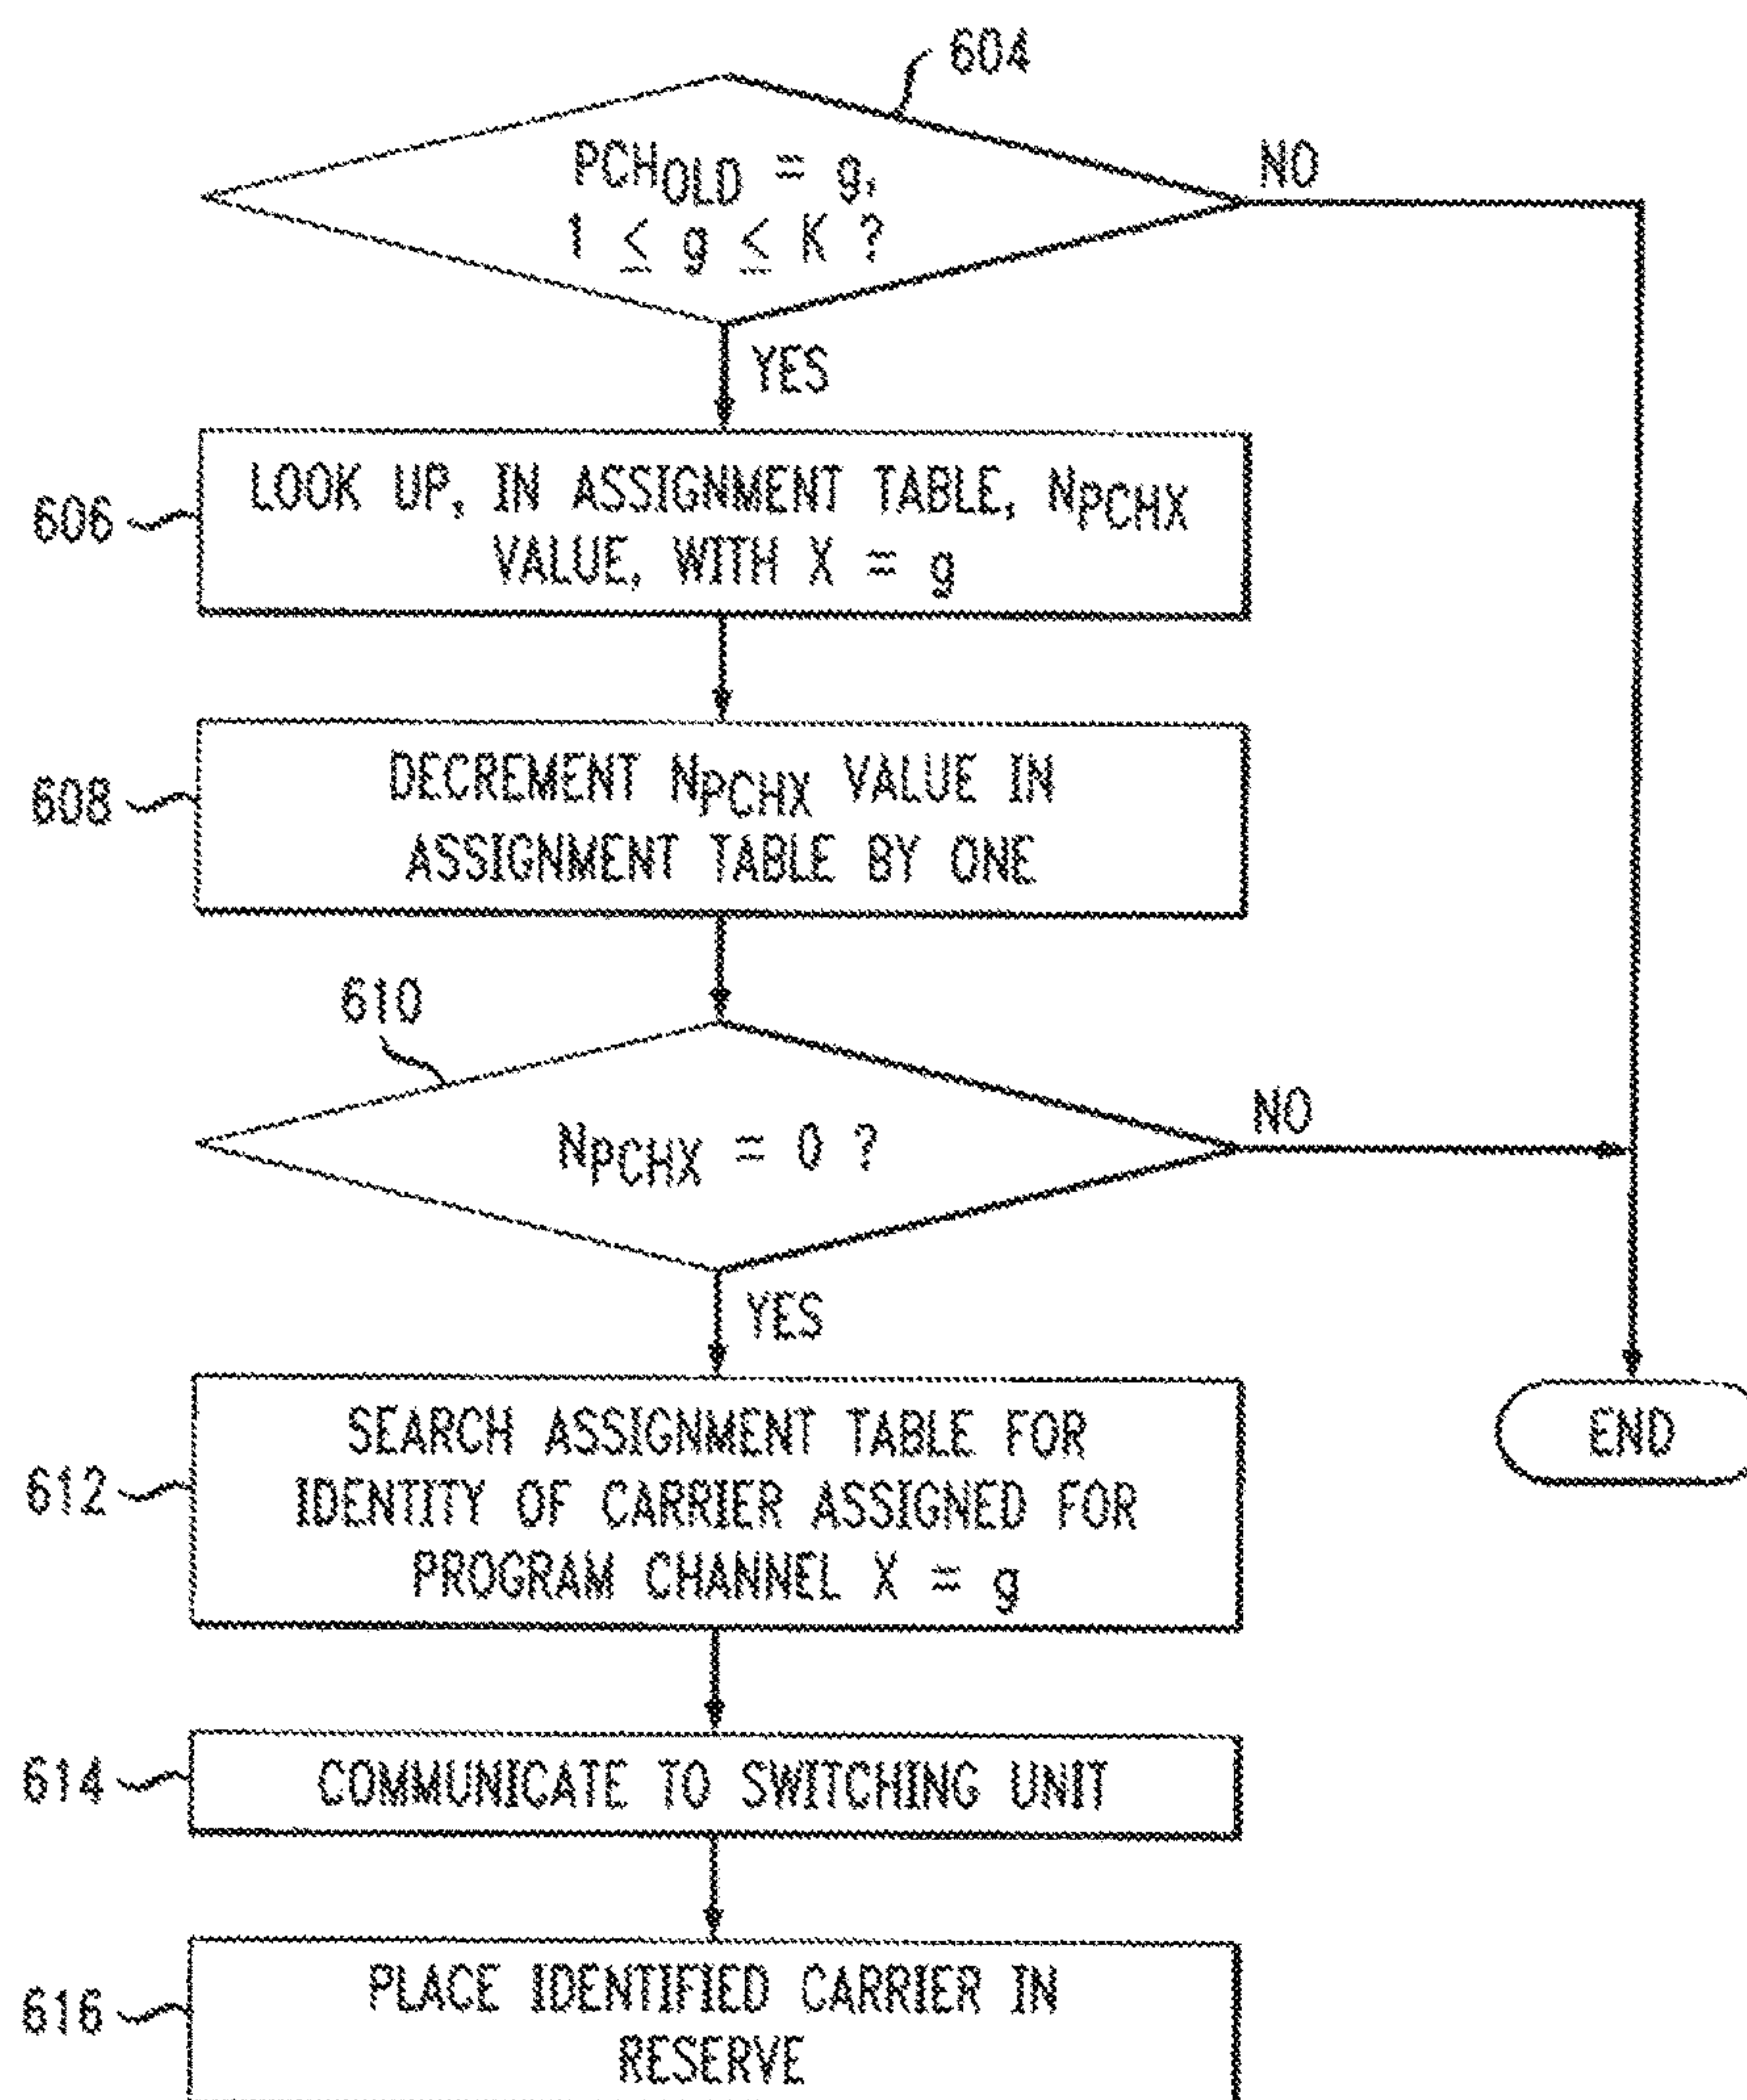 604
PCHOLD = g,
1 ≤ g ≤ K ?
NO
YES
606
LOOK UP, IN ASSIGNMENT TABLE, NPCHX
VALUE, WITH X = g
608
DECREMENT NPCHX VALUE IN
ASSIGNMENT TABLE BY ONE
610
NPCHX = 0 ?
NO
YES
612
SEARCH ASSIGNMENT TABLE FOR
IDENTITY OF CARRIER ASSIGNED FOR
PROGRAM CHANNEL X = g
END
614
COMMUNICATE TO SWITCHING UNIT
616
PLACE IDENTIFIED CARRIER IN
RESERVE